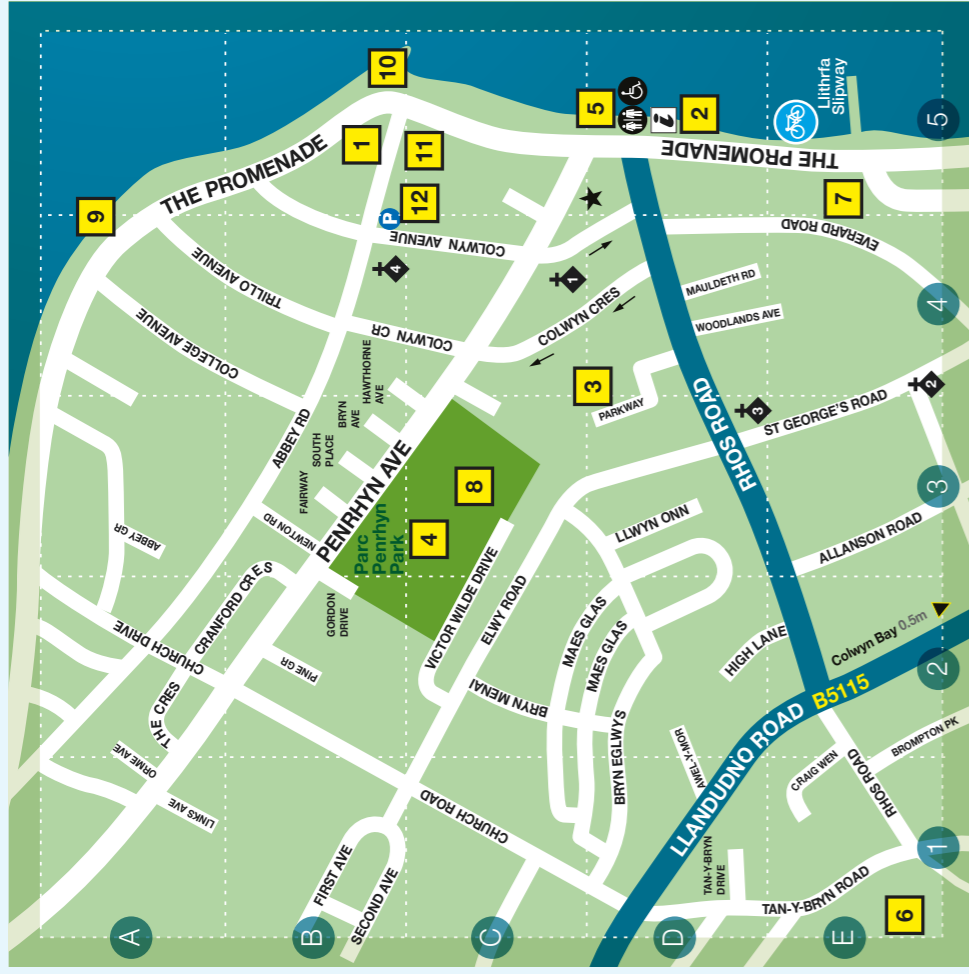 THE PROMENADE
9
10
1
11
12
P
5
i
2
THE PROMENADE
Llithrfa
Slipway
5
7
TRILLO AVENUE
COLLEGE AVENUE
COLWYN AVENUE
4
1
EVERARD ROAD
4
COLWYN CR
COLWYN CRES
MAULDETH RD
WOODLANDS AVE
HAWTHORNE
AVE
BRYN
AVE
SOUTH
PLACE
FAIRWAY
ABBEY RD
3
PARKWAY
RHOS ROAD
3
ST GEORGE'S ROAD
2
3
ABBEY GR
NEWTON RD
PENRHYN AVE
Parc
Penrhyn
Park
4
8
LLWYN ONN
ALLANSON ROAD
CHURCH DRIVE
CRANFORD CRES
THE CRES
GORDON
DRIVE
PINE GR
VICTOR WILDE DRIVE
ELWY ROAD
BRYN MENAI
MAES GLAS
MAES GLAS
BRYN EGLWYS
HIGH LANE
Colwyn Bay 0.5m
2
B5115
LLANDUDNO ROAD
ORME AVE
LINKS AVE
CHURCH ROAD
AWEL-Y-MOR
CRAIG WEN
RHOS ROAD
BROMPTON PK
FIRST AVE
SECOND AVE
TAN-Y-BRYN
DRIVE
TAN-Y-BRYN ROAD
1
6
A
B
C
D
E